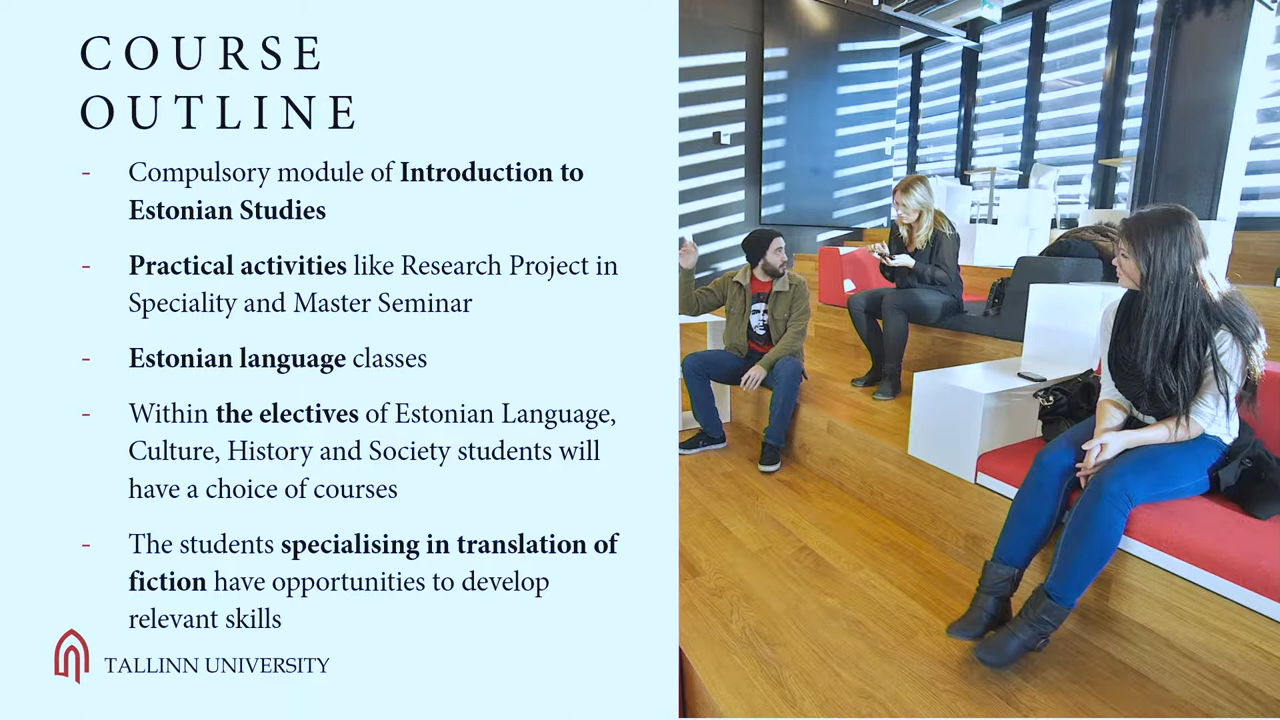 COURSE
OUTLINE
- Compulsory module of Introduction to
Estonian Studies
- Practical activities like Research Project in
Speciality and Master Seminar
- Estonian language classes
- Within the electives of Estonian Language,
Culture, History and Society students will
have a choice of courses
- The students specialising in translation of
fiction have opportunities to develop
relevant skills
TALLINN UNIVERSITY